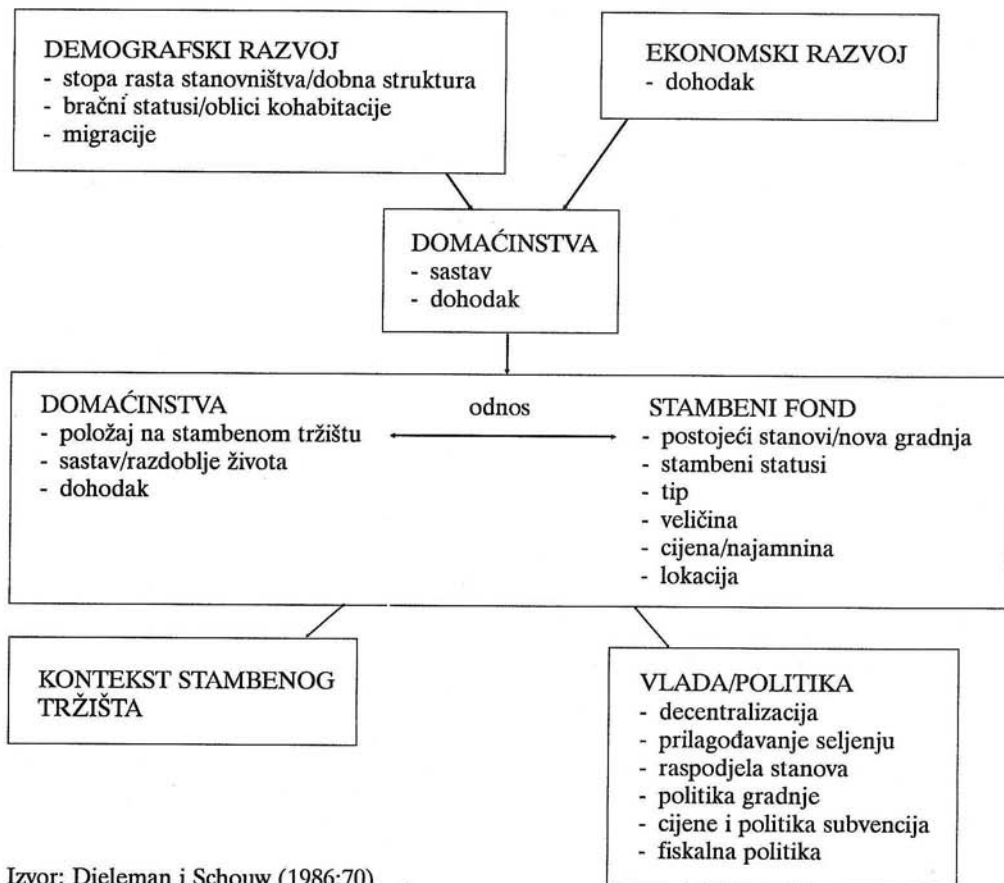 DEMOGRAFSKI RAZVOJ
- stopa rasta stanovništva/dobna struktura
- bračni statusi/oblici kohabitacije
- migracije
EKONOMSKI RAZVOJ
- dohodak
DOMAĆINSTVA
- sastav
- dohodak
DOMAĆINSTVA
- položaj na stambenom tržištu
- sastav/razdoblje života
- dohodak
odnos
STAMBENI FOND
- postojeći stanovi/nova gradnja
- stambeni statusi
- tip
- veličina
- cijena/najamnina
- lokacija
KONTEKST STAMBENOG
TRŽIŠTA
VLADA/POLITIKA
- decentralizacija
- prilagođavanje seljenju
- raspodjela stanova
- politika gradnje
- cijene i politika subvencija
- fiskalna politika
Izvor: Dieleman i Schouw (1986:70)